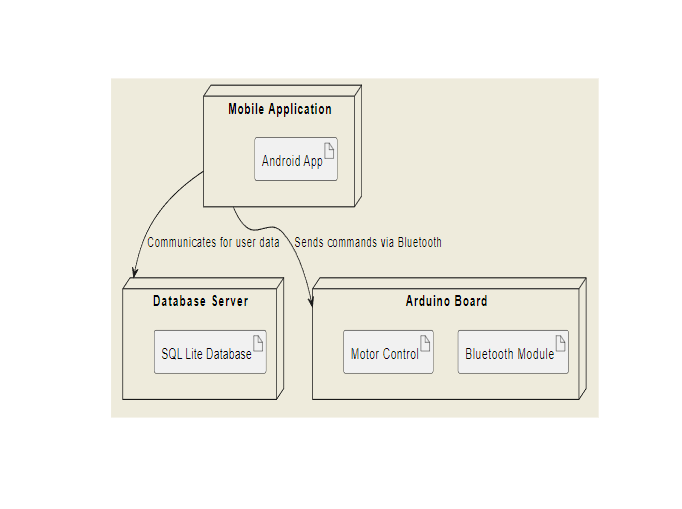 Mobile Application
Android App
Communicates for user data
Sends commands via Bluetooth
Database Server
Arduino Board
SQL Lite Database
Motor Control
Bluetooth Module